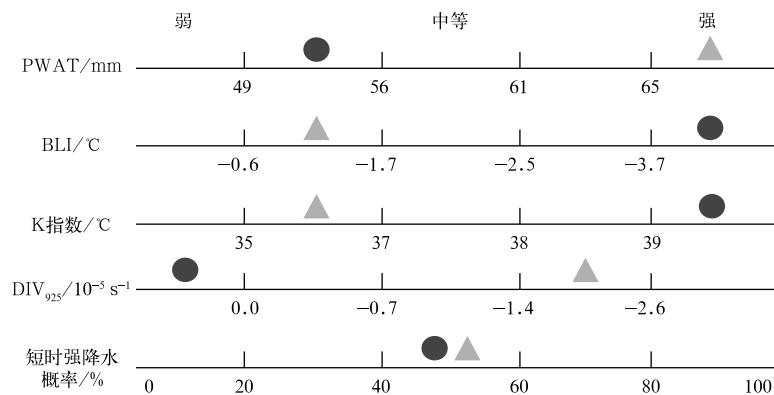 弱 中等 强
PWAT/mm
49 56 61 65
BLI/℃
−0.6 −1.7 −2.5 −3.7
K指数/℃
35 37 38 39
DIV₉₂₅/10⁻⁵ s⁻¹
0.0 −0.7 −1.4 −2.6
短时强降水
概率/%
0 20 40 60 80 100